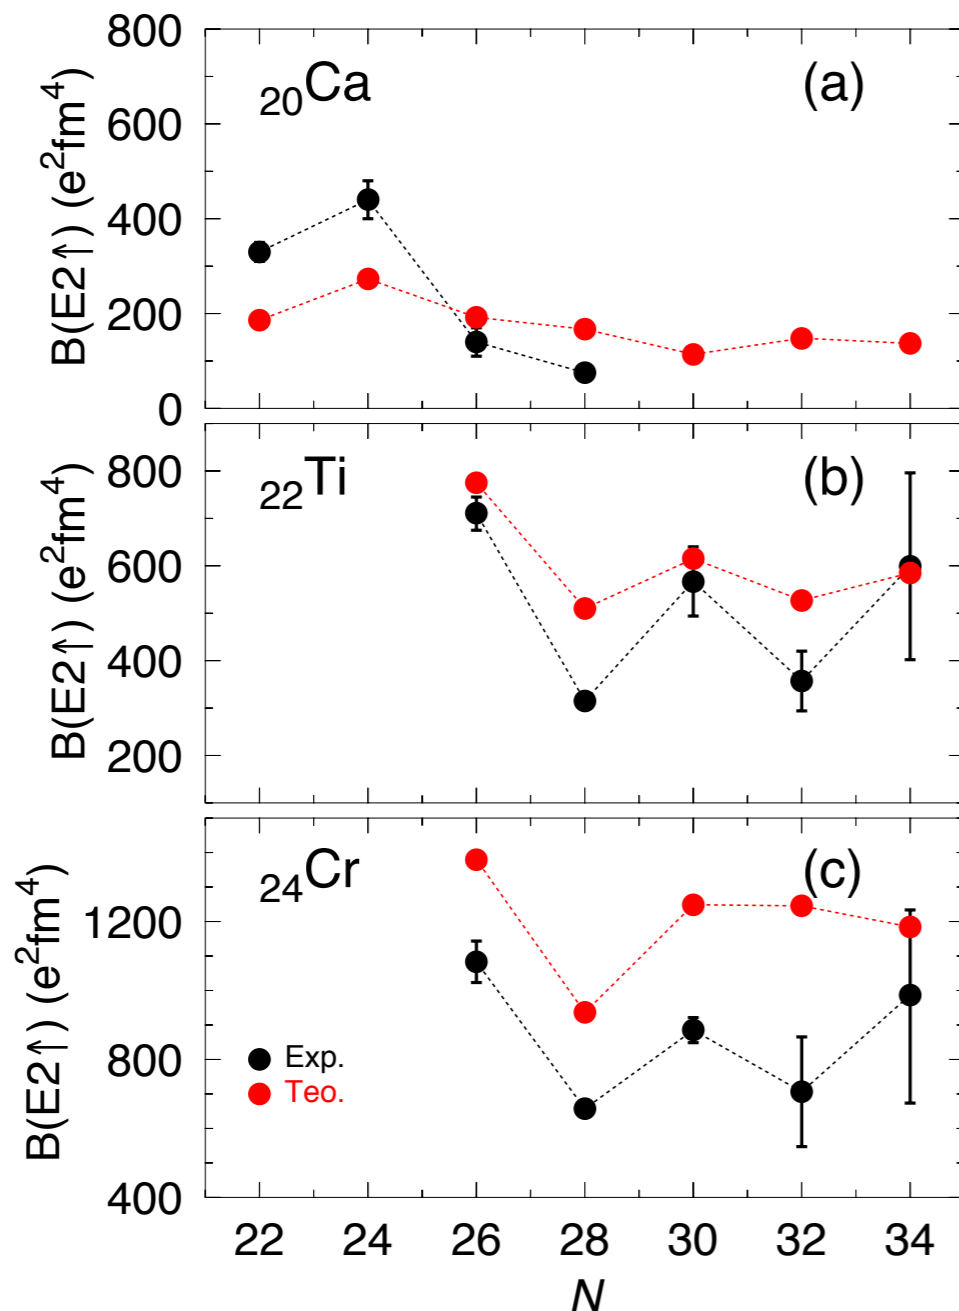 800
600
400
200
0
B(E2↑) (e²fm⁴)
₂₀Ca
(a)
800
600
400
200
B(E2↑) (e²fm⁴)
₂₂Ti
(b)
1200
800
400
B(E2↑) (e²fm⁴)
₂₄Cr
(c)
Exp.
Teo.
22 24 26 28 30 32 34
N